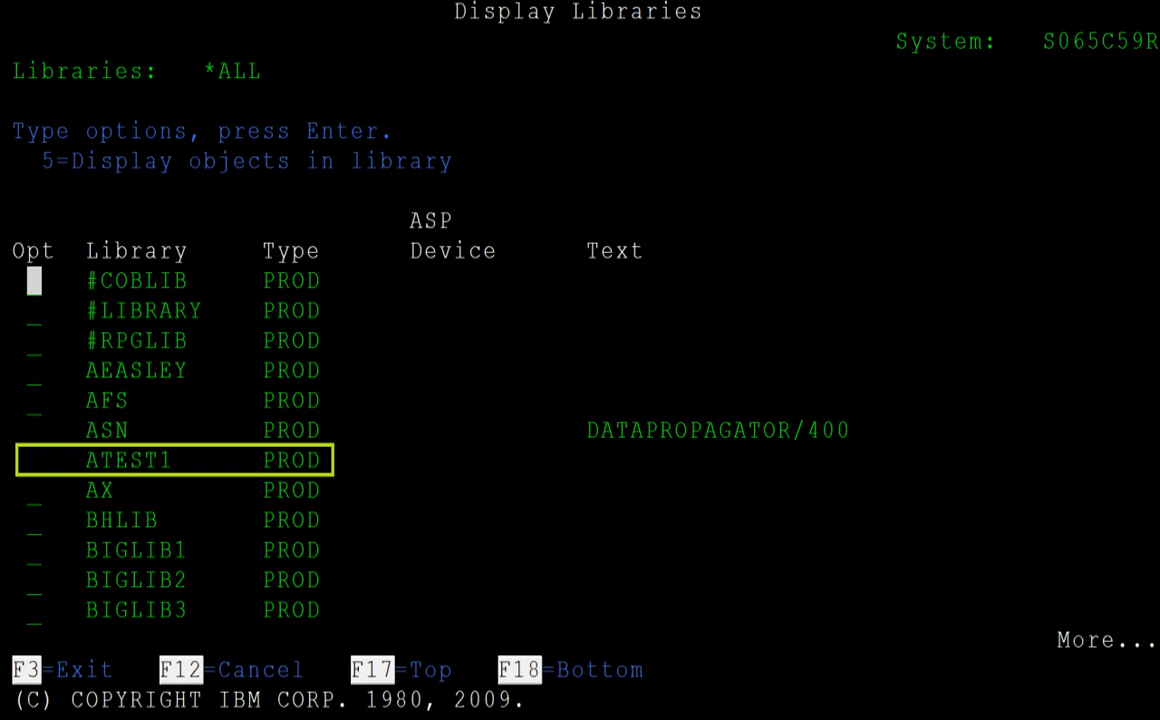 Display Libraries
System: S065C59R
Libraries: *ALL
Type options, press Enter.
5=Display objects in library
ASP
Opt Library Type Device Text
#COBLIB PROD
_ #LIBRARY PROD
_ #RPGLIB PROD
_ AEASLEY PROD
_ AFS PROD
ASN PROD DATAPROPAGATOR/400
ATEST1 PROD
_ AX PROD
_ BHLIB PROD
_ BIGLIB1 PROD
_ BIGLIB2 PROD
_ BIGLIB3 PROD
More...
F3=Exit F12=Cancel F17=Top F18=Bottom
(C) COPYRIGHT IBM CORP. 1980, 2009.